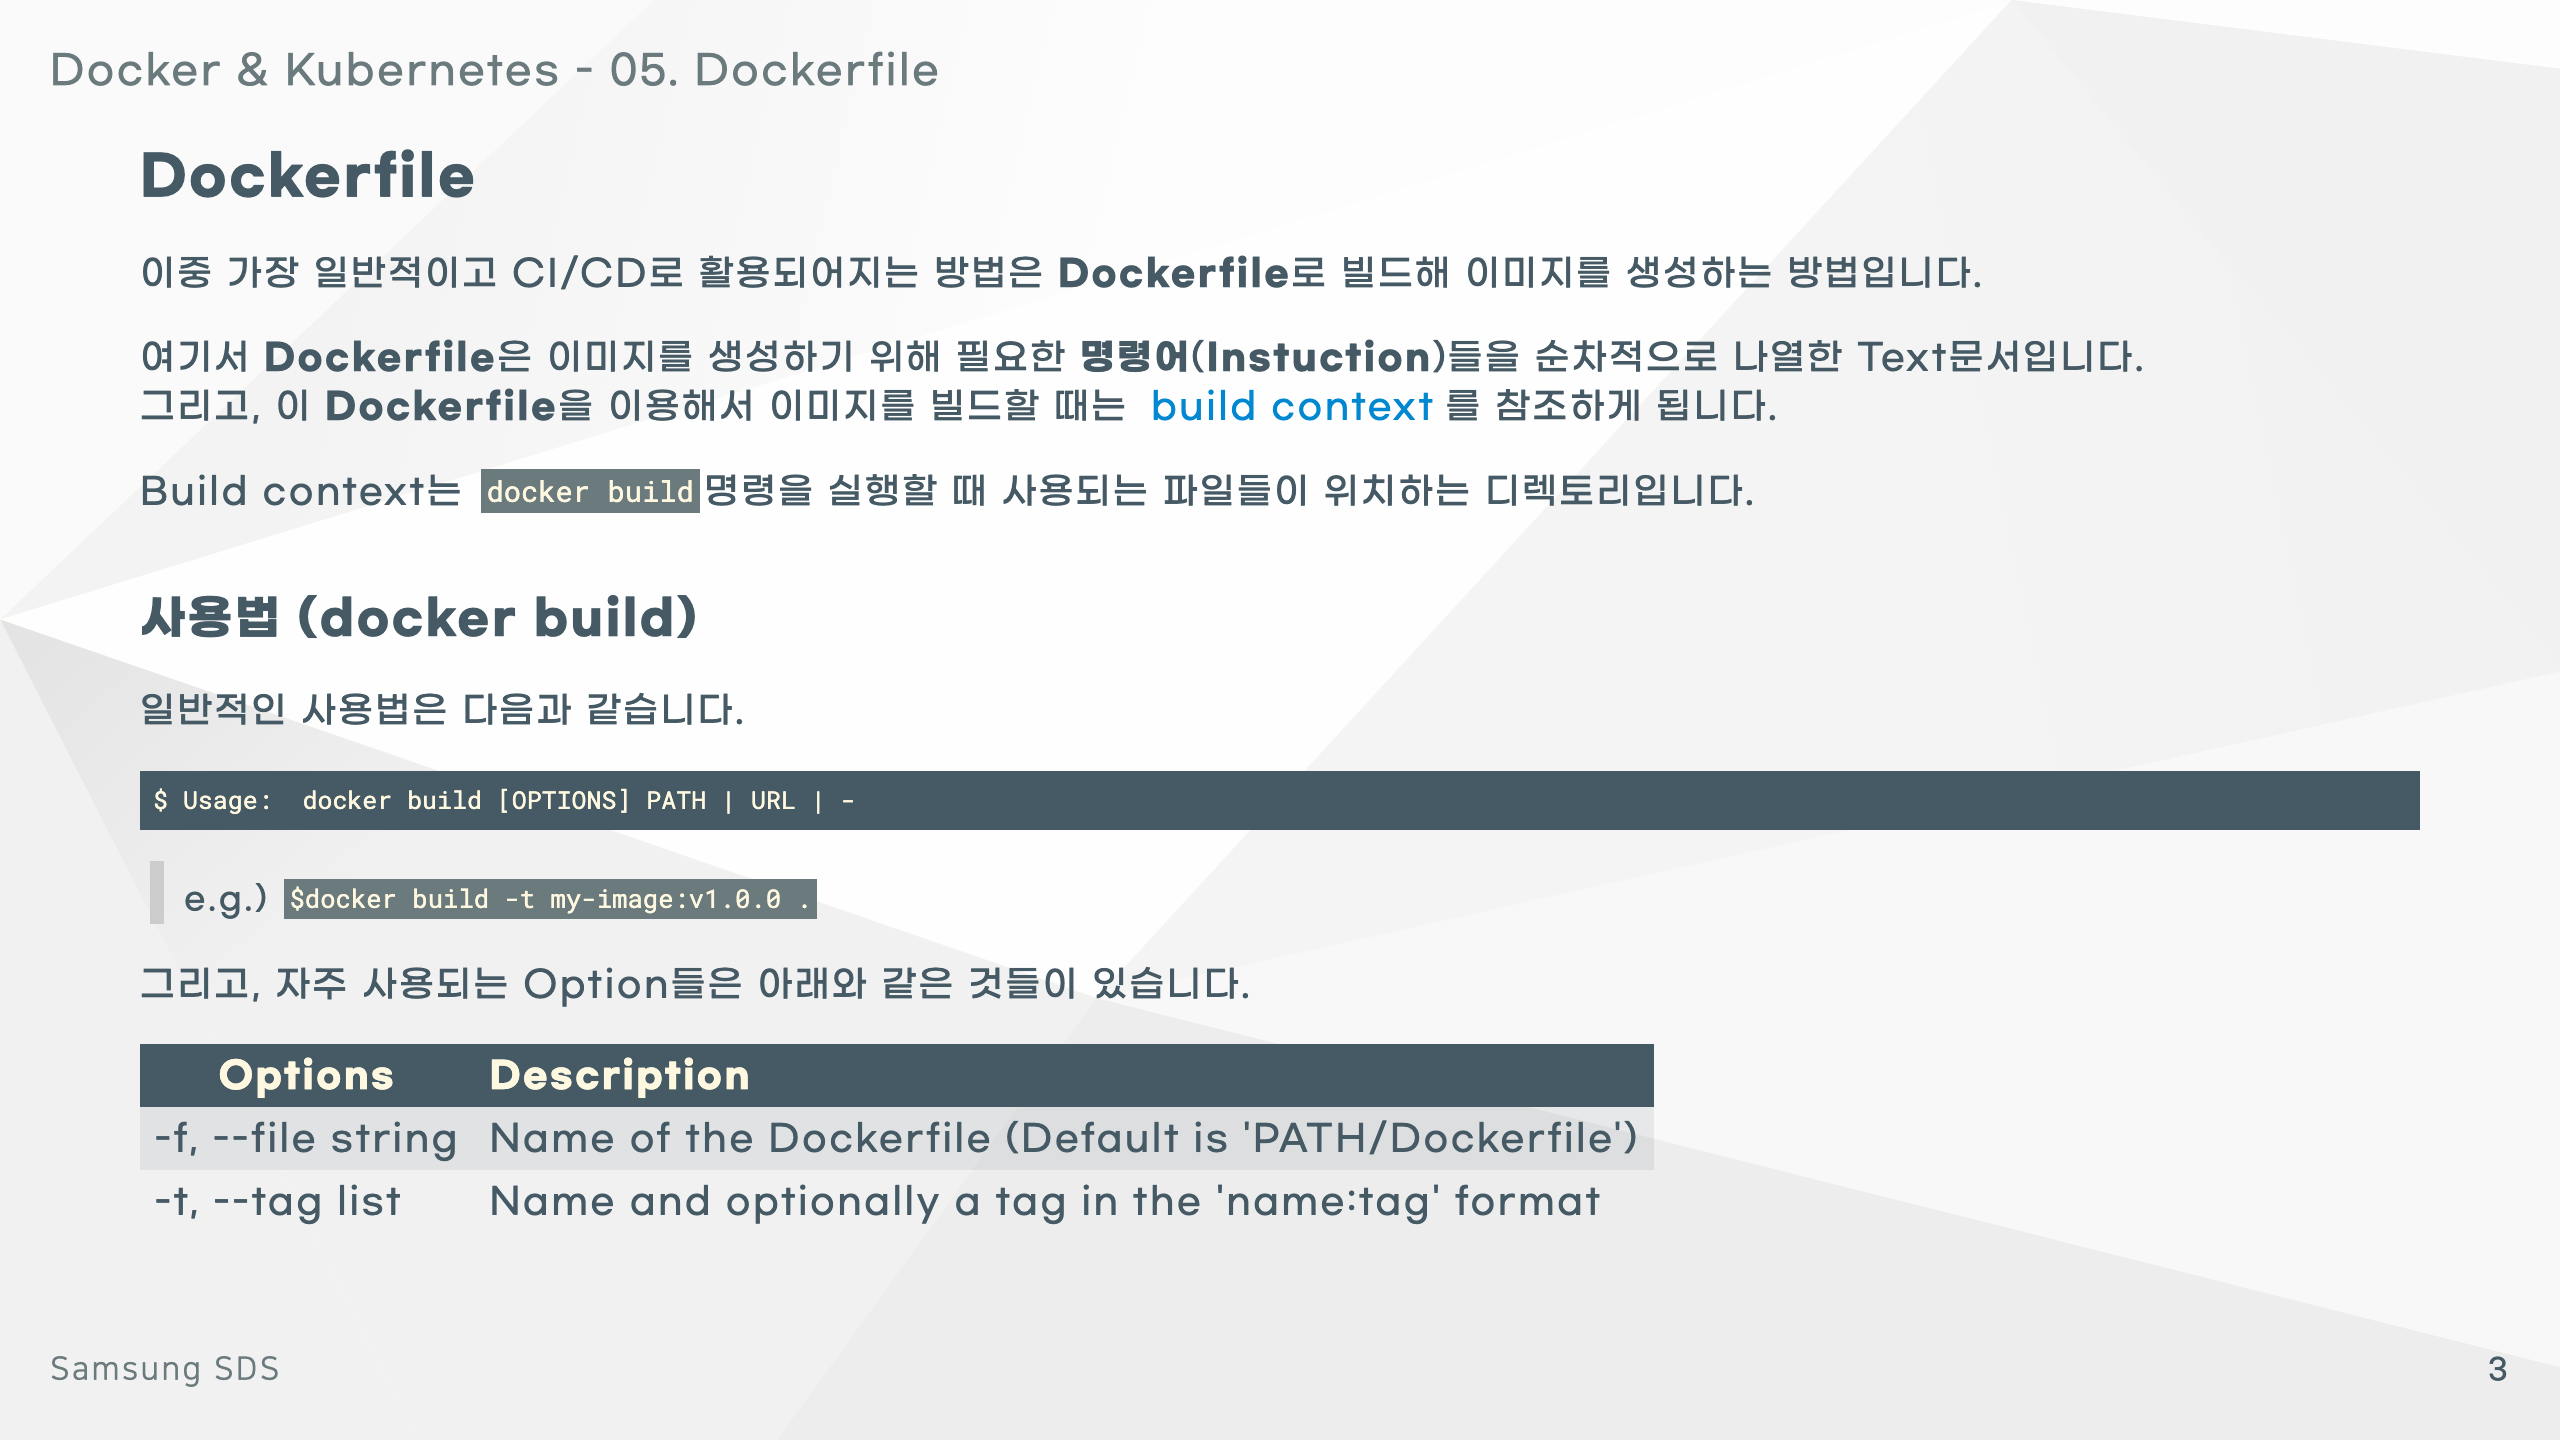 Docker & Kubernetes - 05. Dockerfile
Dockerfile
이중 가장 일반적이고 CI/CD로 활용되어지는 방법은 Dockerfile로 빌드해 이미지를 생성하는 방법입니다.
여기서 Dockerfile은 이미지를 생성하기 위해 필요한 명령어(Instuction)들을 순차적으로 나열한 Text문서입니다.
그리고, 이 Dockerfile을 이용해서 이미지를 빌드할 때는 build context 를 참조하게 됩니다.
Build context는 docker build 명령을 실행할 때 사용되는 파일들이 위치하는 디렉토리입니다.
사용법 (docker build)
일반적인 사용법은 다음과 같습니다.
$ Usage:  docker build [OPTIONS] PATH | URL | -
e.g.) $docker build -t my-image:v1.0.0 .
그리고, 자주 사용되는 Option들은 아래와 같은 것들이 있습니다.
Options Description
-f, --file string Name of the Dockerfile (Default is 'PATH/Dockerfile')
-t, --tag list Name and optionally a tag in the 'name:tag' format
Samsung SDS
3